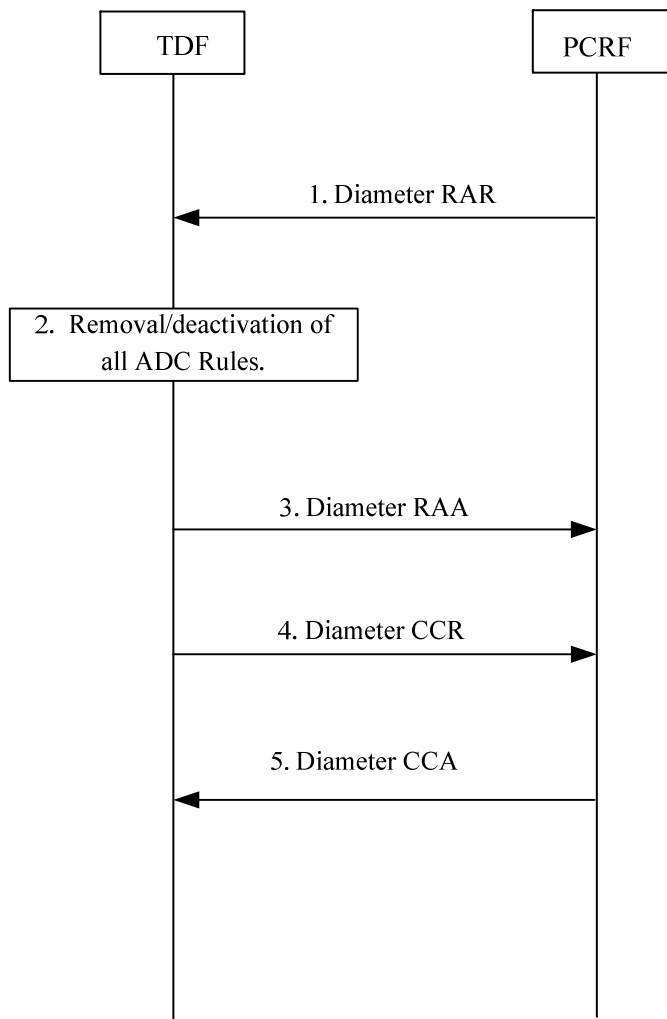 TDF
PCRF
1. Diameter RAR
2. Removal/deactivation of
all ADC Rules.
3. Diameter RAA
4. Diameter CCR
5. Diameter CCA